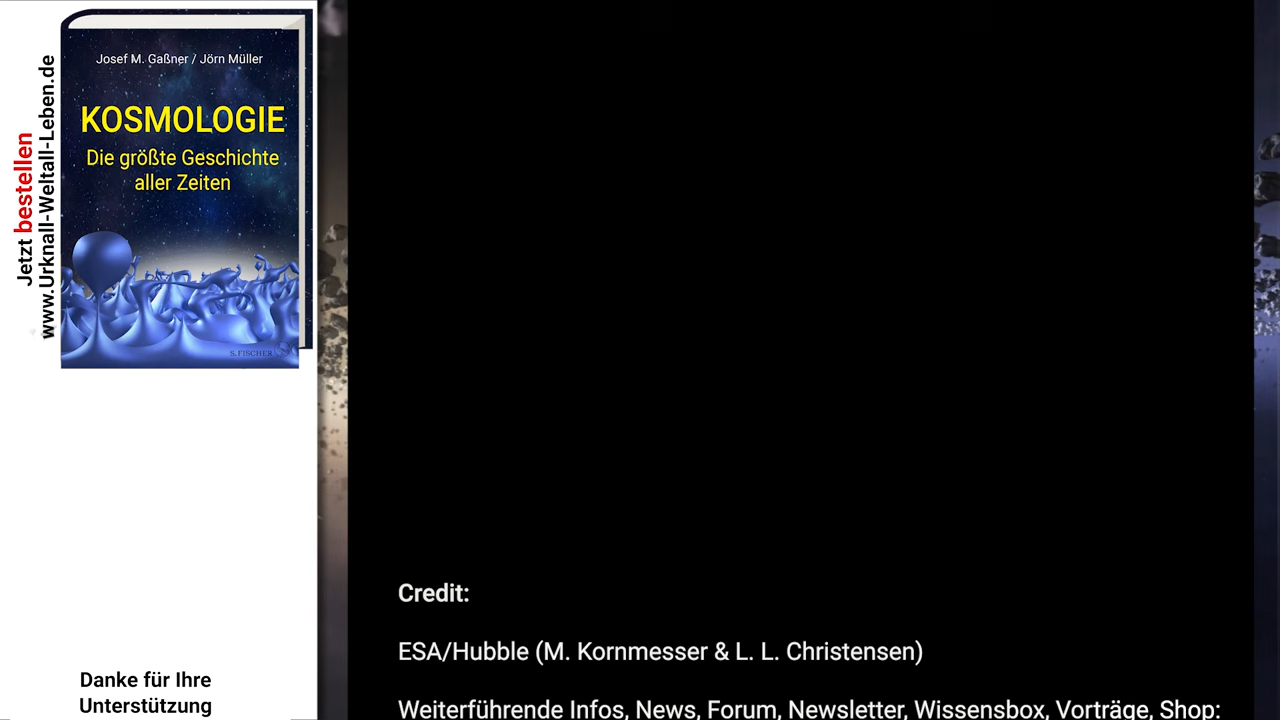 Jetzt bestellen
www.Urknall-Weltall-Leben.de
Josef M. Gaßner / Jörn Müller
KOSMOLOGIE
Die größte Geschichte
aller Zeiten
S. FISCHER
Danke für Ihre
Unterstützung
Credit:
ESA/Hubble (M. Kornmesser & L. L. Christensen)
Weiterführende Infos, News, Forum, Newsletter, Wissensbox, Vorträge, Shop: